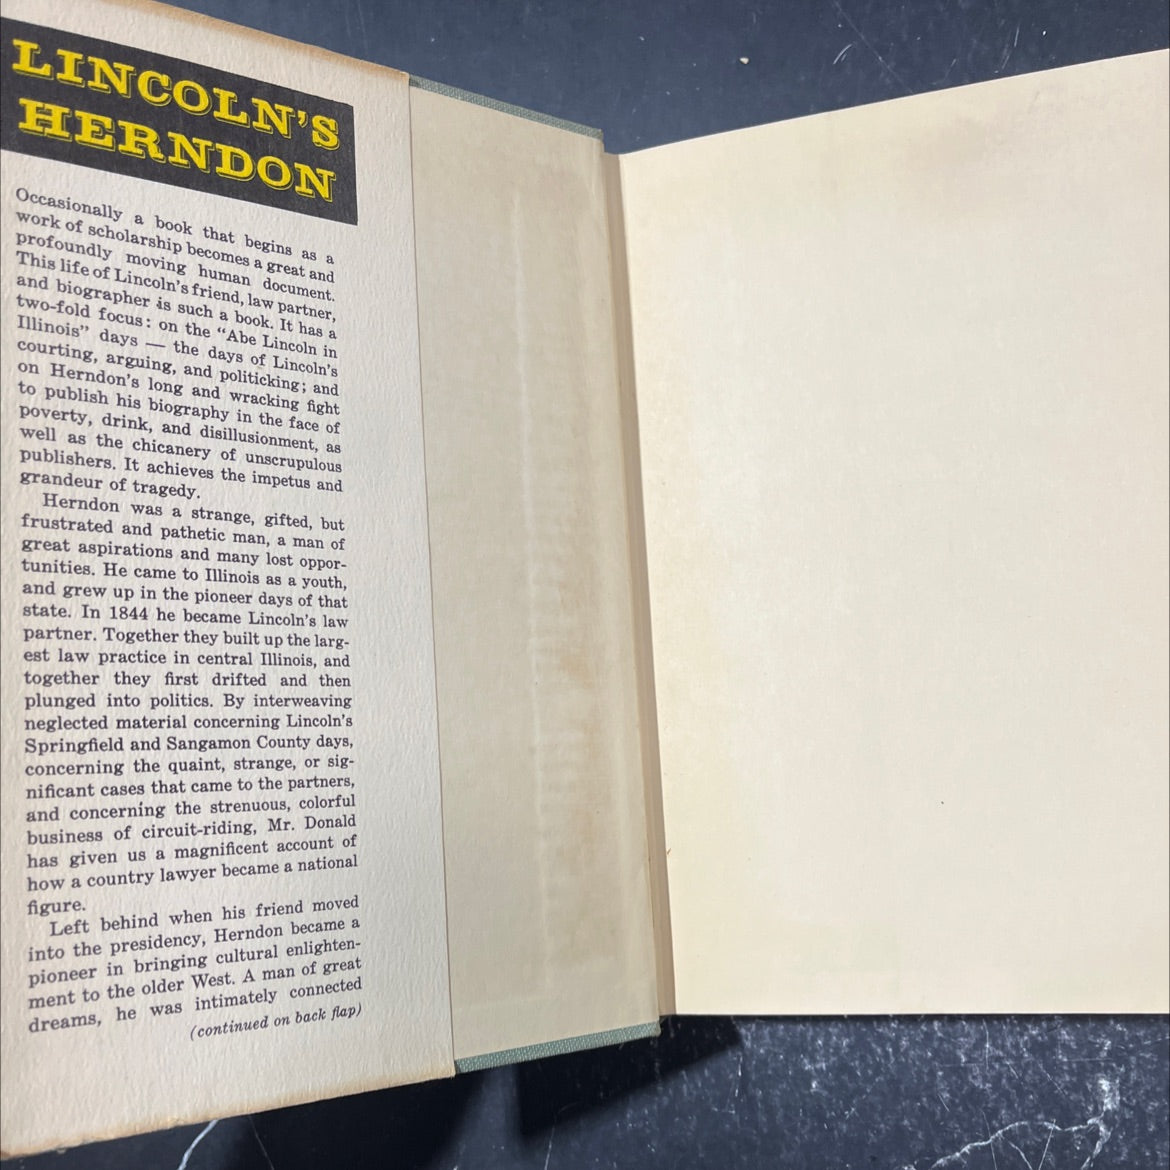 LINCOLN'S
HERNDON
Occasionally a book that begins as a
work of scholarship becomes a great and
profoundly moving human document.
This life of Lincoln's friend, law partner,
and biographer is such a book. It has a
two-fold focus: on the “Abe Lincoln in
Illinois” days — the days of Lincoln's
courting, arguing, and politicking; and
on Herndon's long and wracking fight
to publish his biography in the face of
poverty, drink, and disillusionment, as
well as the chicanery of unscrupulous
publishers. It achieves the impetus and
grandeur of tragedy.
Herndon was a strange, gifted, but
frustrated and pathetic man, a man of
great aspirations and many lost oppor-
tunities. He came to Illinois as a youth,
and grew up in the pioneer days of that
state. In 1844 he became Lincoln's law
partner. Together they built up the larg-
est law practice in central Illinois, and
together they first drifted and then
plunged into politics. By interweaving
neglected material concerning Lincoln's
Springfield and Sangamon County days,
concerning the quaint, strange, or sig-
nificant cases that came to the partners,
and concerning the strenuous, colorful
business of circuit-riding, Mr. Donald
has given us a magnificent account of
how a country lawyer became a national
figure.
Left behind when his friend moved
into the presidency, Herndon became a
pioneer in bringing cultural enlighten-
ment to the older West. A man of great
dreams, he was intimately connected
(continued on back flap)